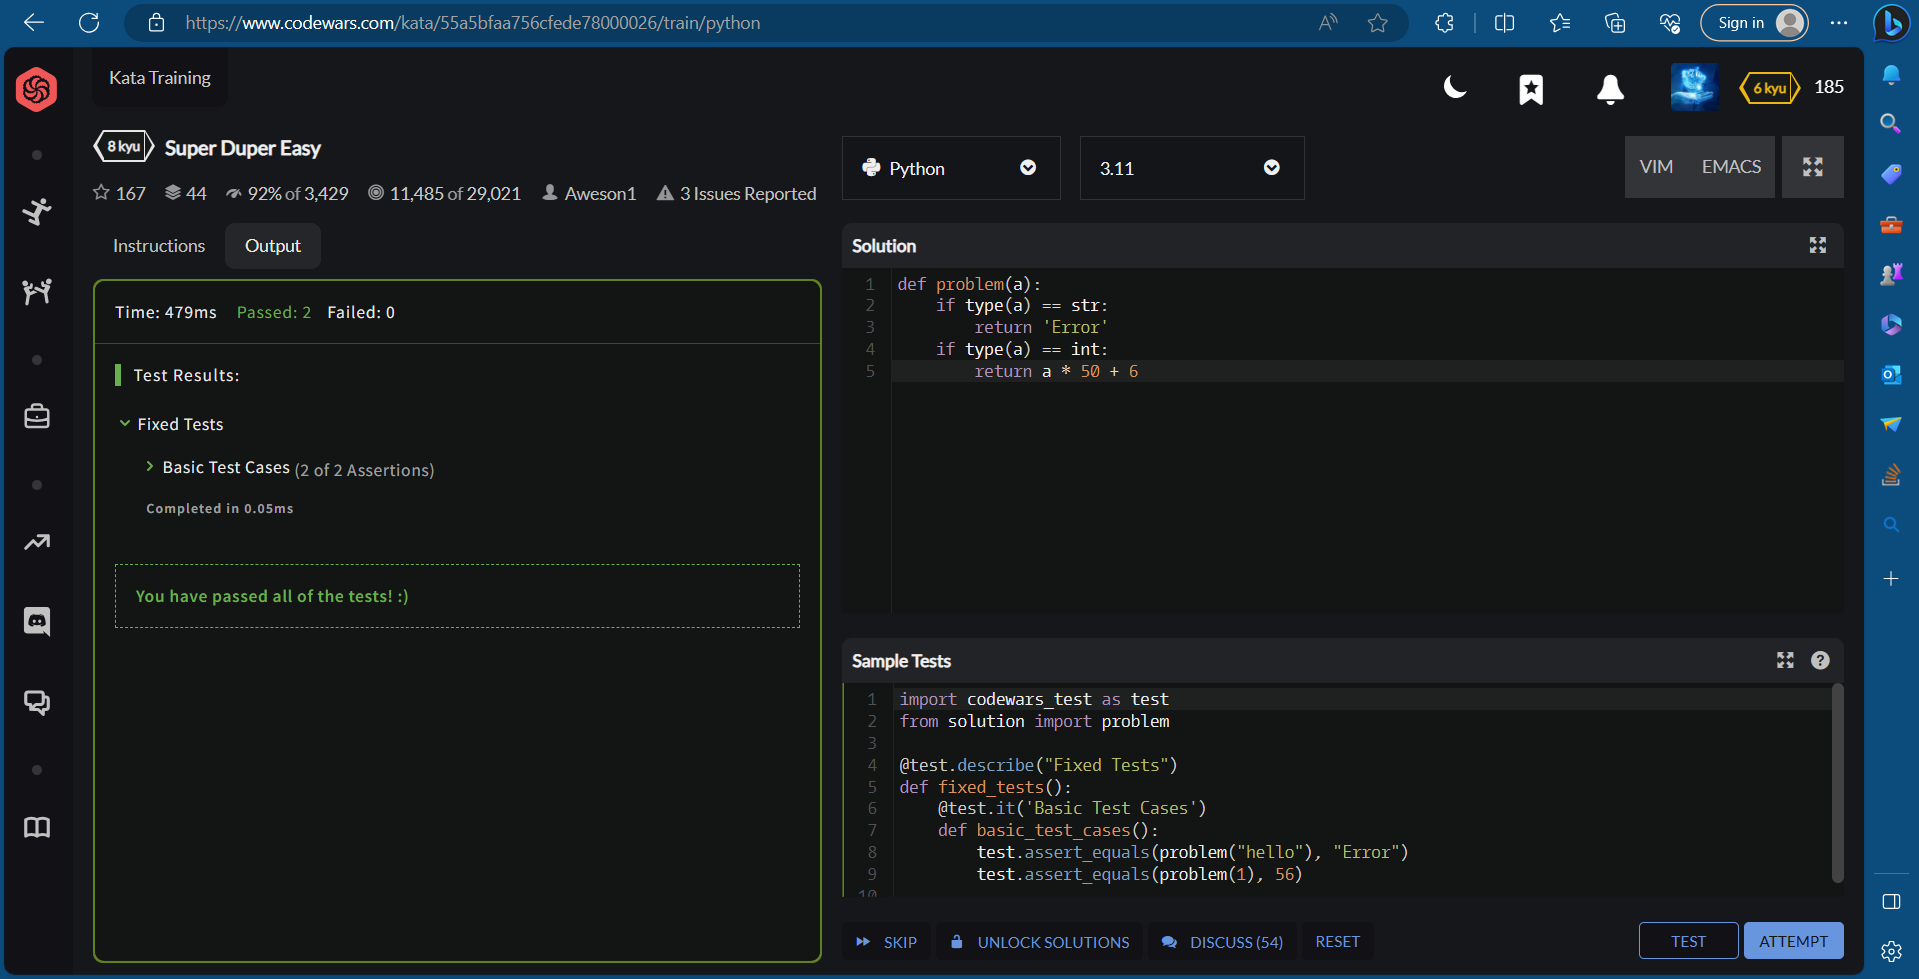 https://www.codewars.com/kata/55a5bfaa756cfede78000026/train/python
Sign in
Kata Training
6 kyu
185
8 kyu
Super Duper Easy
167
44
92% of 3,429
11,485 of 29,021
Aweson1
3 Issues Reported
Python
3.11
VIM
EMACS
Instructions
Output
Time: 479ms
Passed: 2
Failed: 0
Test Results:
Fixed Tests
Basic Test Cases (2 of 2 Assertions)
Completed in 0.05ms
You have passed all of the tests! :)
Solution
1 def problem(a):
2 if type(a) == str:
3 return 'Error'
4 if type(a) == int:
5 return a * 50 + 6
Sample Tests
1 import codewars_test as test
2 from solution import problem
3
4 @test.describe("Fixed Tests")
5 def fixed_tests():
6 @test.it('Basic Test Cases')
7 def basic_test_cases():
8 test.assert_equals(problem("hello"), "Error")
9 test.assert_equals(problem(1), 56)
10
SKIP
UNLOCK SOLUTIONS
DISCUSS (54)
RESET
TEST
ATTEMPT